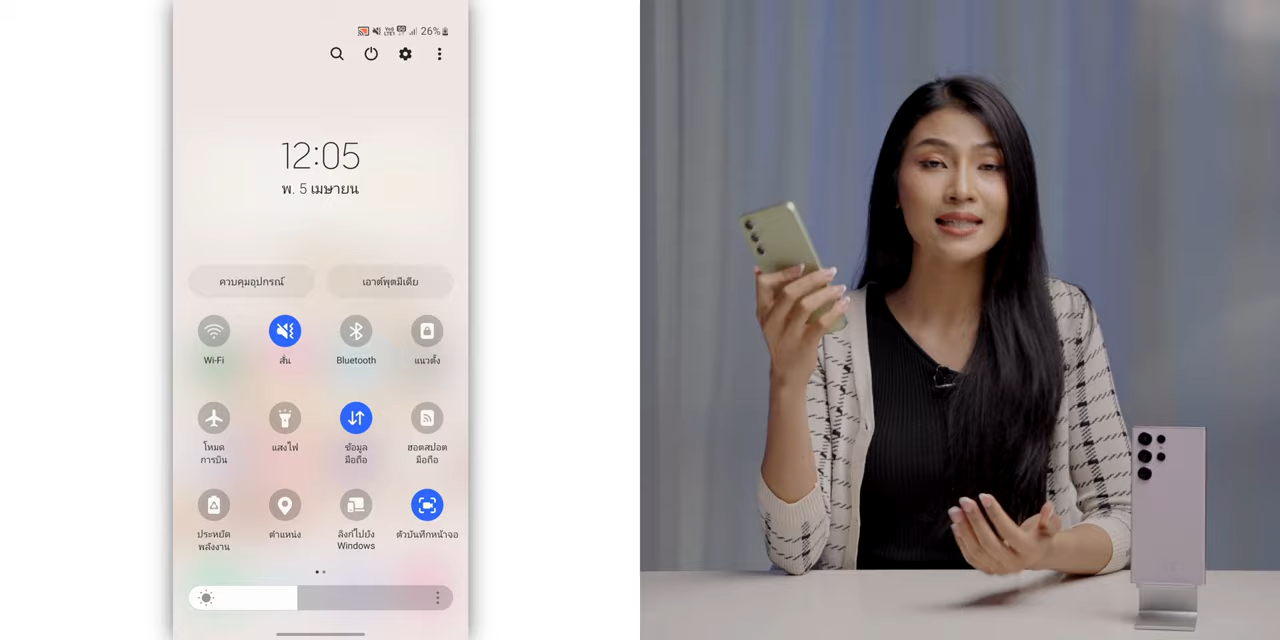 26%
12:05
พ. 5 เมษายน
ควบคุมอุปกรณ์
เอาต์พุตมีเดีย
Wi-Fi
สั่น
Bluetooth
แนวตั้ง
โหมด
การบิน
แสงไฟ
ข้อมูล
มือถือ
ฮอตสปอต
มือถือ
ประหยัด
พลังงาน
ตำแหน่ง
ลิงก์ไปยัง
Windows
ตัวบันทึกหน้าจอ